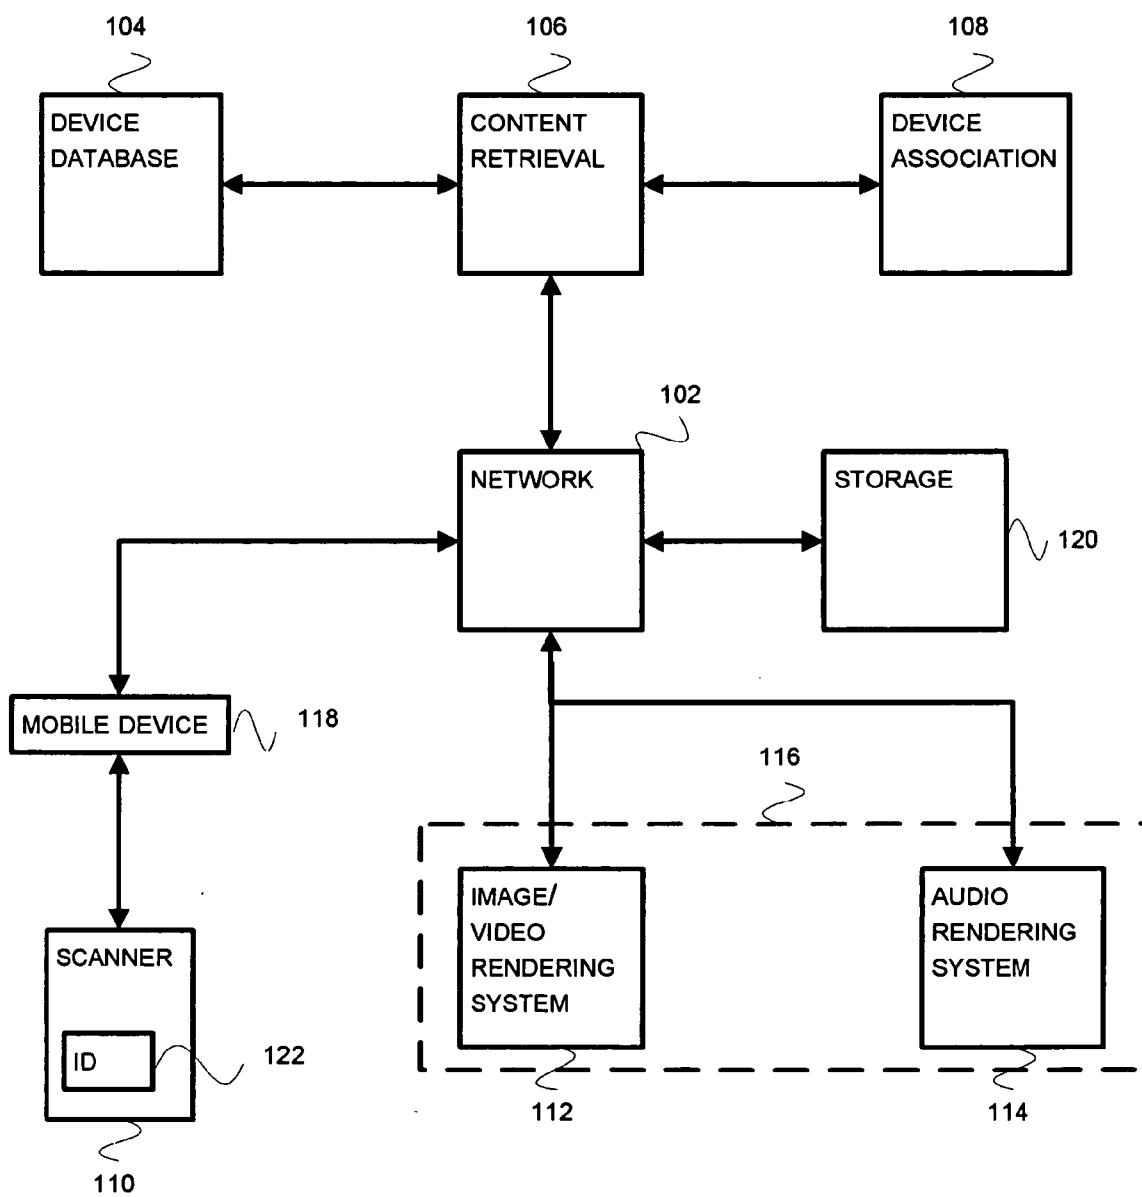 104
106
108
DEVICE
DATABASE
CONTENT
RETRIEVAL
DEVICE
ASSOCIATION
102
NETWORK
STORAGE
120
MOBILE DEVICE
118
116
IMAGE/
VIDEO
RENDERING
SYSTEM
AUDIO
RENDERING
SYSTEM
SCANNER
ID
122
112
114
110